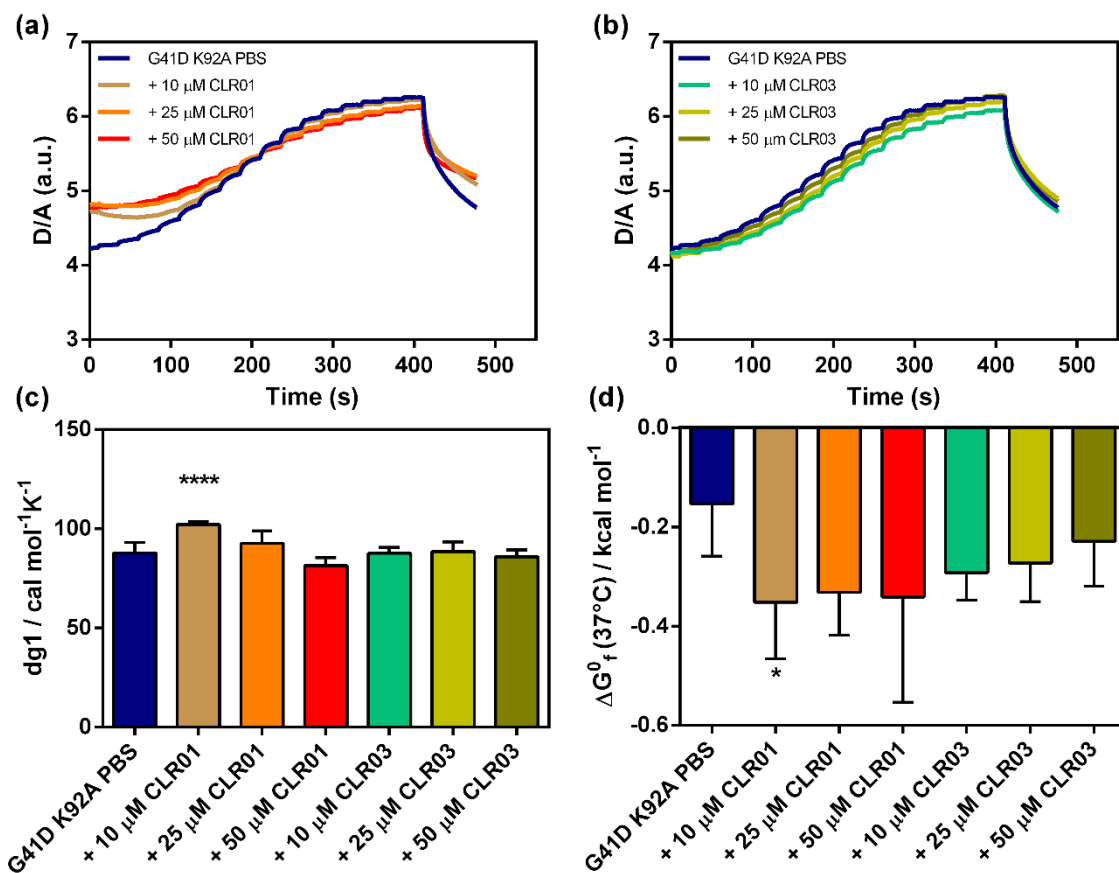 (a)
7
6
5
4
3
D/A (a.u.)
G41D K92A PBS
+ 10 μM CLR01
+ 25 μM CLR01
+ 50 μM CLR01
0 100 200 300 400 500
Time (s)
(b)
7
6
5
4
3
D/A (a.u.)
G41D K92A PBS
+ 10 μM CLR03
+ 25 μM CLR03
+ 50 μm CLR03
0 100 200 300 400 500
Time (s)
(c)
150
100
50
0
dg1 / cal mol⁻¹K⁻¹
****
G41D K92A PBS
+ 10 μM CLR01
+ 25 μM CLR01
+ 50 μM CLR01
+ 10 μM CLR03
+ 25 μM CLR03
+ 50 μM CLR03
(d)
0.0
-0.2
-0.4
-0.6
ΔG⁰f (37°C) / kcal mol⁻¹
*
G41D K92A PBS
+ 10 μM CLR01
+ 25 μM CLR01
+ 50 μM CLR01
+ 10 μM CLR03
+ 25 μM CLR03
+ 50 μM CLR03